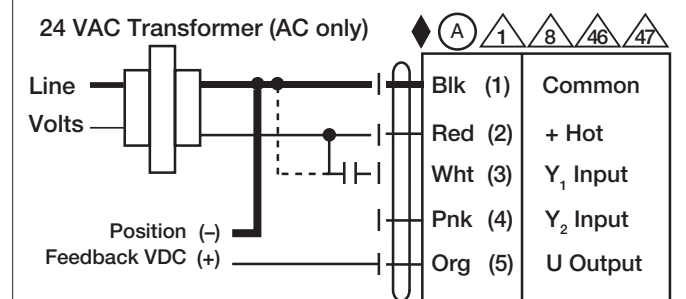 24 VAC Transformer (AC only)
A 1 8 46 47
Line
Volts
Blk (1) Common
Red (2) + Hot
Wht (3) Y1 Input
Pnk (4) Y2 Input
Org (5) U Output
Position (–)
Feedback VDC (+)